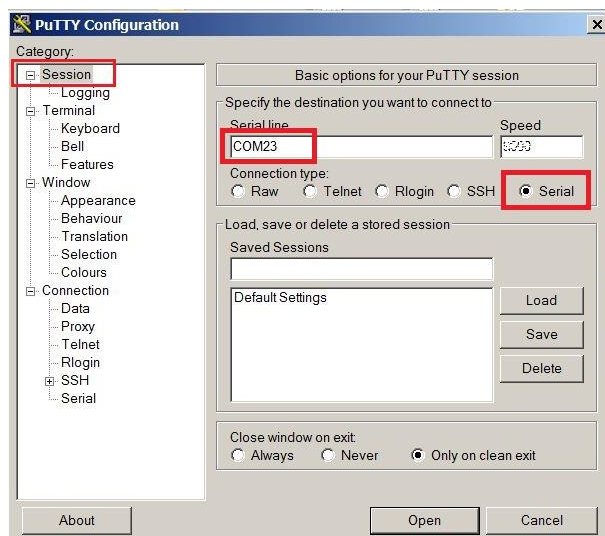 PuTTY Configuration
Category:
Session
Logging
Terminal
Keyboard
Bell
Features
Window
Appearance
Behaviour
Translation
Selection
Colours
Connection
Data
Proxy
Telnet
Rlogin
SSH
Serial
Basic options for your PuTTY session
Specify the destination you want to connect to
Serial line Speed
COM23
Connection type:
Raw Telnet Rlogin SSH Serial
Load, save or delete a stored session
Saved Sessions
Default Settings
Load
Save
Delete
Close window on exit:
Always Never Only on clean exit
About Open Cancel